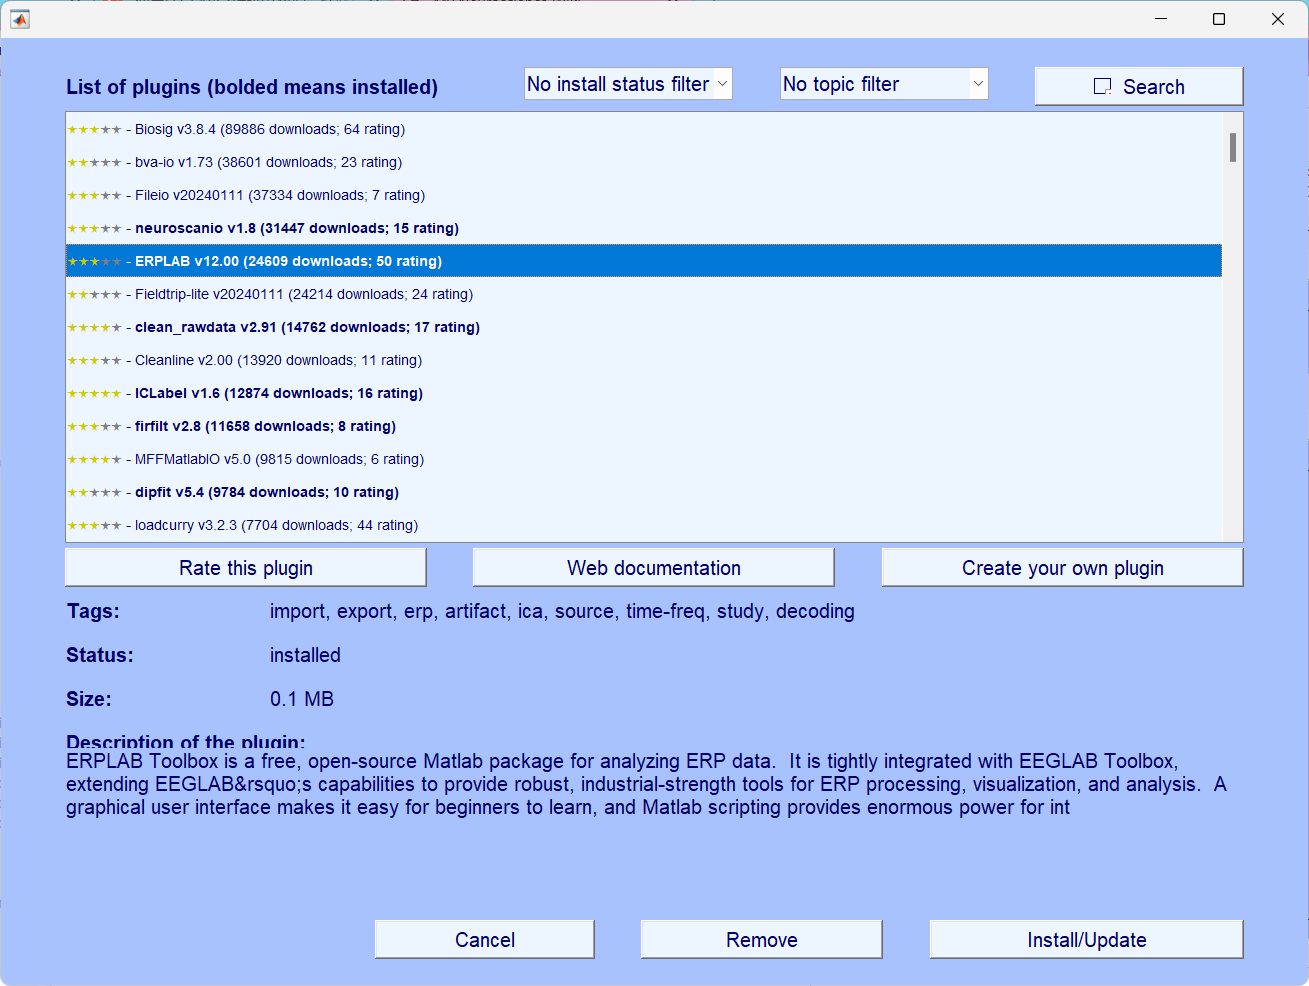 List of plugins (bolded means installed)
No install status filter
No topic filter
Search
★★★★★ - Biosig v3.8.4 (89886 downloads; 64 rating)
★★★★★ - bva-io v1.73 (38601 downloads; 23 rating)
★★★★★ - Fileio v20240111 (37334 downloads; 7 rating)
★★★★★ - neuroscanio v1.8 (31447 downloads; 15 rating)
★★★★★ - ERPLAB v12.00 (24609 downloads; 50 rating)
★★★★★ - Fieldtrip-lite v20240111 (24214 downloads; 24 rating)
★★★★★ - clean_rawdata v2.91 (14762 downloads; 17 rating)
★★★★★ - Cleanline v2.00 (13920 downloads; 11 rating)
★★★★★ - ICLabel v1.6 (12874 downloads; 16 rating)
★★★★★ - firfilt v2.8 (11658 downloads; 8 rating)
★★★★★ - MFFMatlabIO v5.0 (9815 downloads; 6 rating)
★★★★★ - dipfit v5.4 (9784 downloads; 10 rating)
★★★★★ - loadcurry v3.2.3 (7704 downloads; 44 rating)
Rate this plugin
Web documentation
Create your own plugin
Tags: import, export, erp, artifact, ica, source, time-freq, study, decoding
Status: installed
Size: 0.1 MB
Description of the plugin:
ERPLAB Toolbox is a free, open-source Matlab package for analyzing ERP data.  It is tightly integrated with EEGLAB Toolbox,
extending EEGLAB&rsquo;s capabilities to provide robust, industrial-strength tools for ERP processing, visualization, and analysis.  A
graphical user interface makes it easy for beginners to learn, and Matlab scripting provides enormous power for int
Cancel
Remove
Install/Update